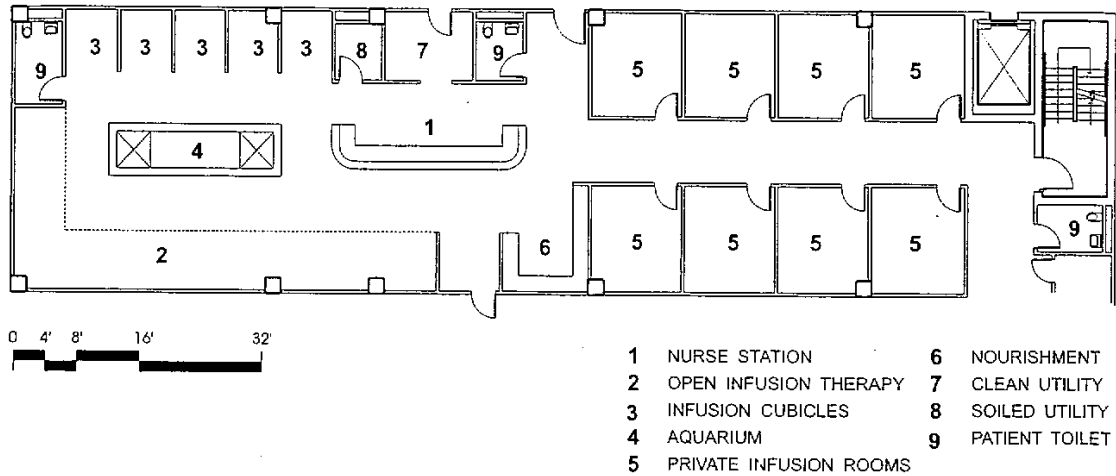 3 3 3 3 3 8 7 9 5 5 5 5
9
1
4
9
2 6 5 5 5 5
0 4' 8' 16' 32'
1 NURSE STATION
2 OPEN INFUSION THERAPY
3 INFUSION CUBICLES
4 AQUARIUM
5 PRIVATE INFUSION ROOMS
6 NOURISHMENT
7 CLEAN UTILITY
8 SOILED UTILITY
9 PATIENT TOILET